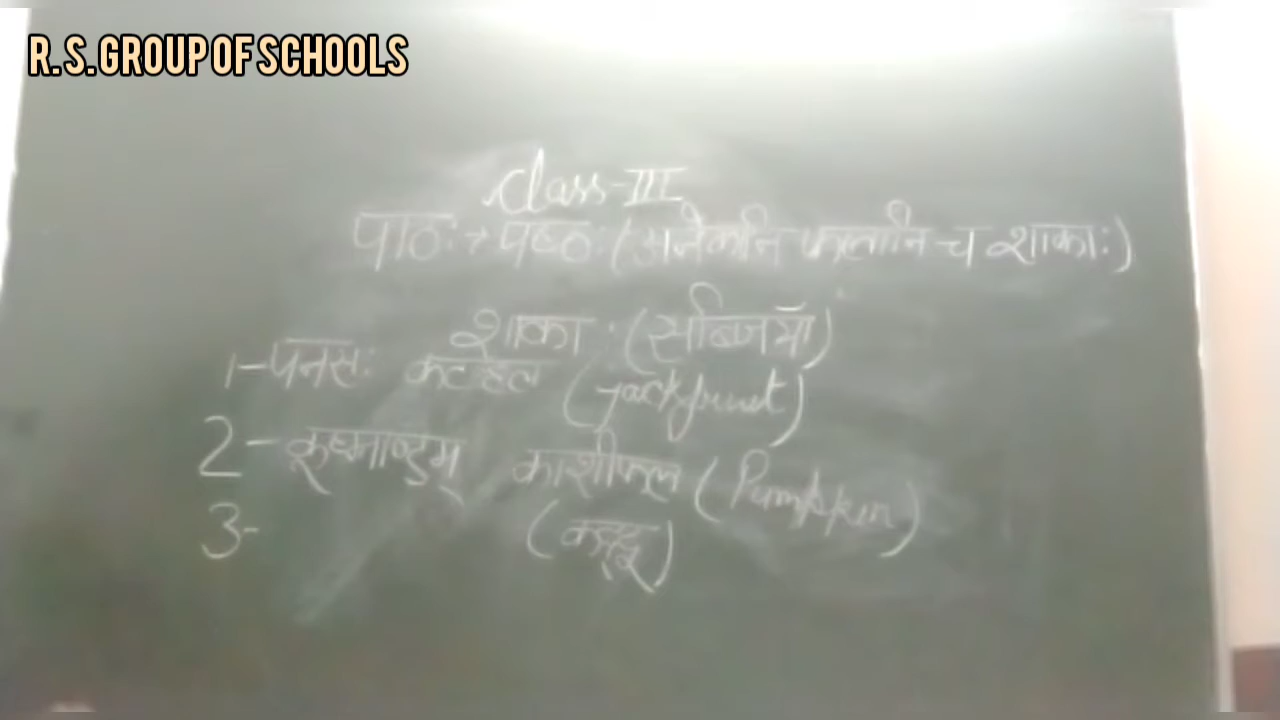 R.S.GROUP OF SCHOOLS
Class-III
पाठः→ षष्ठः (अनेकानि फलानि च शाकाः)
शाकाः (सब्जियाँ)
1- पनसः कटहल (Jackfruit)
2- कूष्माण्डम् काशीफल (Pumpkin)
3- (कद्दू)